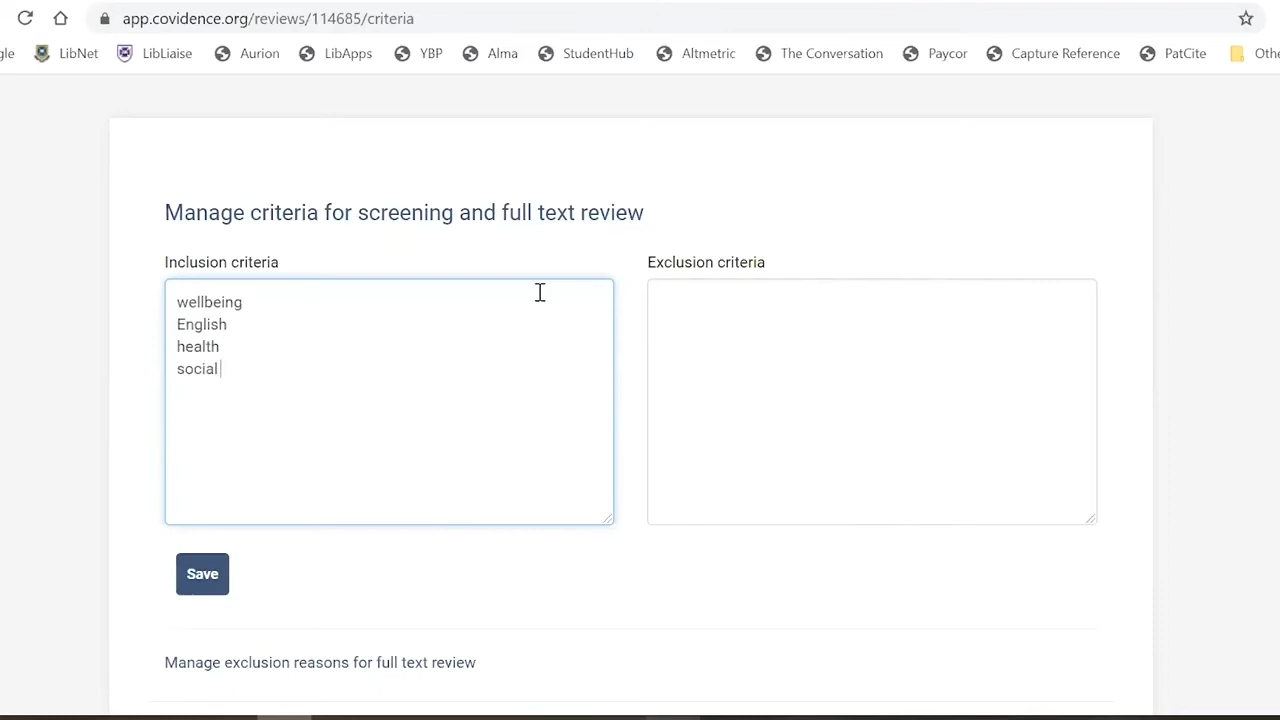 app.covidence.org/reviews/114685/criteria
gle LibNet LibLiaise Aurion LibApps YBP Alma StudentHub Altmetric The Conversation Paycor Capture Reference PatCite Othe
Manage criteria for screening and full text review
Inclusion criteria
Exclusion criteria
wellbeing
English
health
social
Save
Manage exclusion reasons for full text review